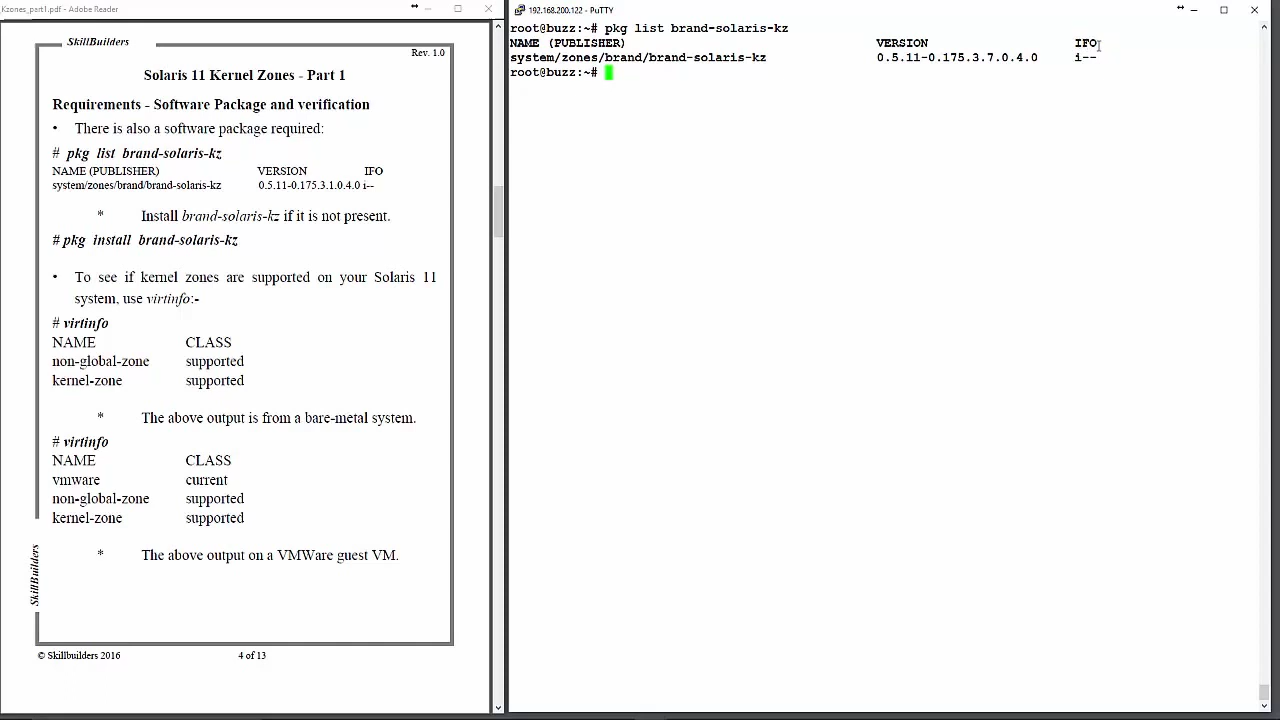 Kzones_part1.pdf - Adobe Reader
SkillBuilders
Rev. 1.0
Solaris 11 Kernel Zones - Part 1
Requirements - Software Package and verification
• There is also a software package required:
# pkg list brand-solaris-kz
NAME (PUBLISHER) VERSION IFO
system/zones/brand/brand-solaris-kz 0.5.11-0.175.3.1.0.4.0 i--
* Install brand-solaris-kz if it is not present.
# pkg install brand-solaris-kz
• To see if kernel zones are supported on your Solaris 11
system, use virtinfo:-
# virtinfo
NAME CLASS
non-global-zone supported
kernel-zone supported
* The above output is from a bare-metal system.
# virtinfo
NAME CLASS
vmware current
non-global-zone supported
kernel-zone supported
* The above output on a VMWare guest VM.
SkillBuilders
© Skillbuilders 2016 4 of 13
192.168.200.122 - PuTTY
root@buzz:~# pkg list brand-solaris-kz
NAME (PUBLISHER) VERSION IFO
system/zones/brand/brand-solaris-kz 0.5.11-0.175.3.7.0.4.0 i--
root@buzz:~#